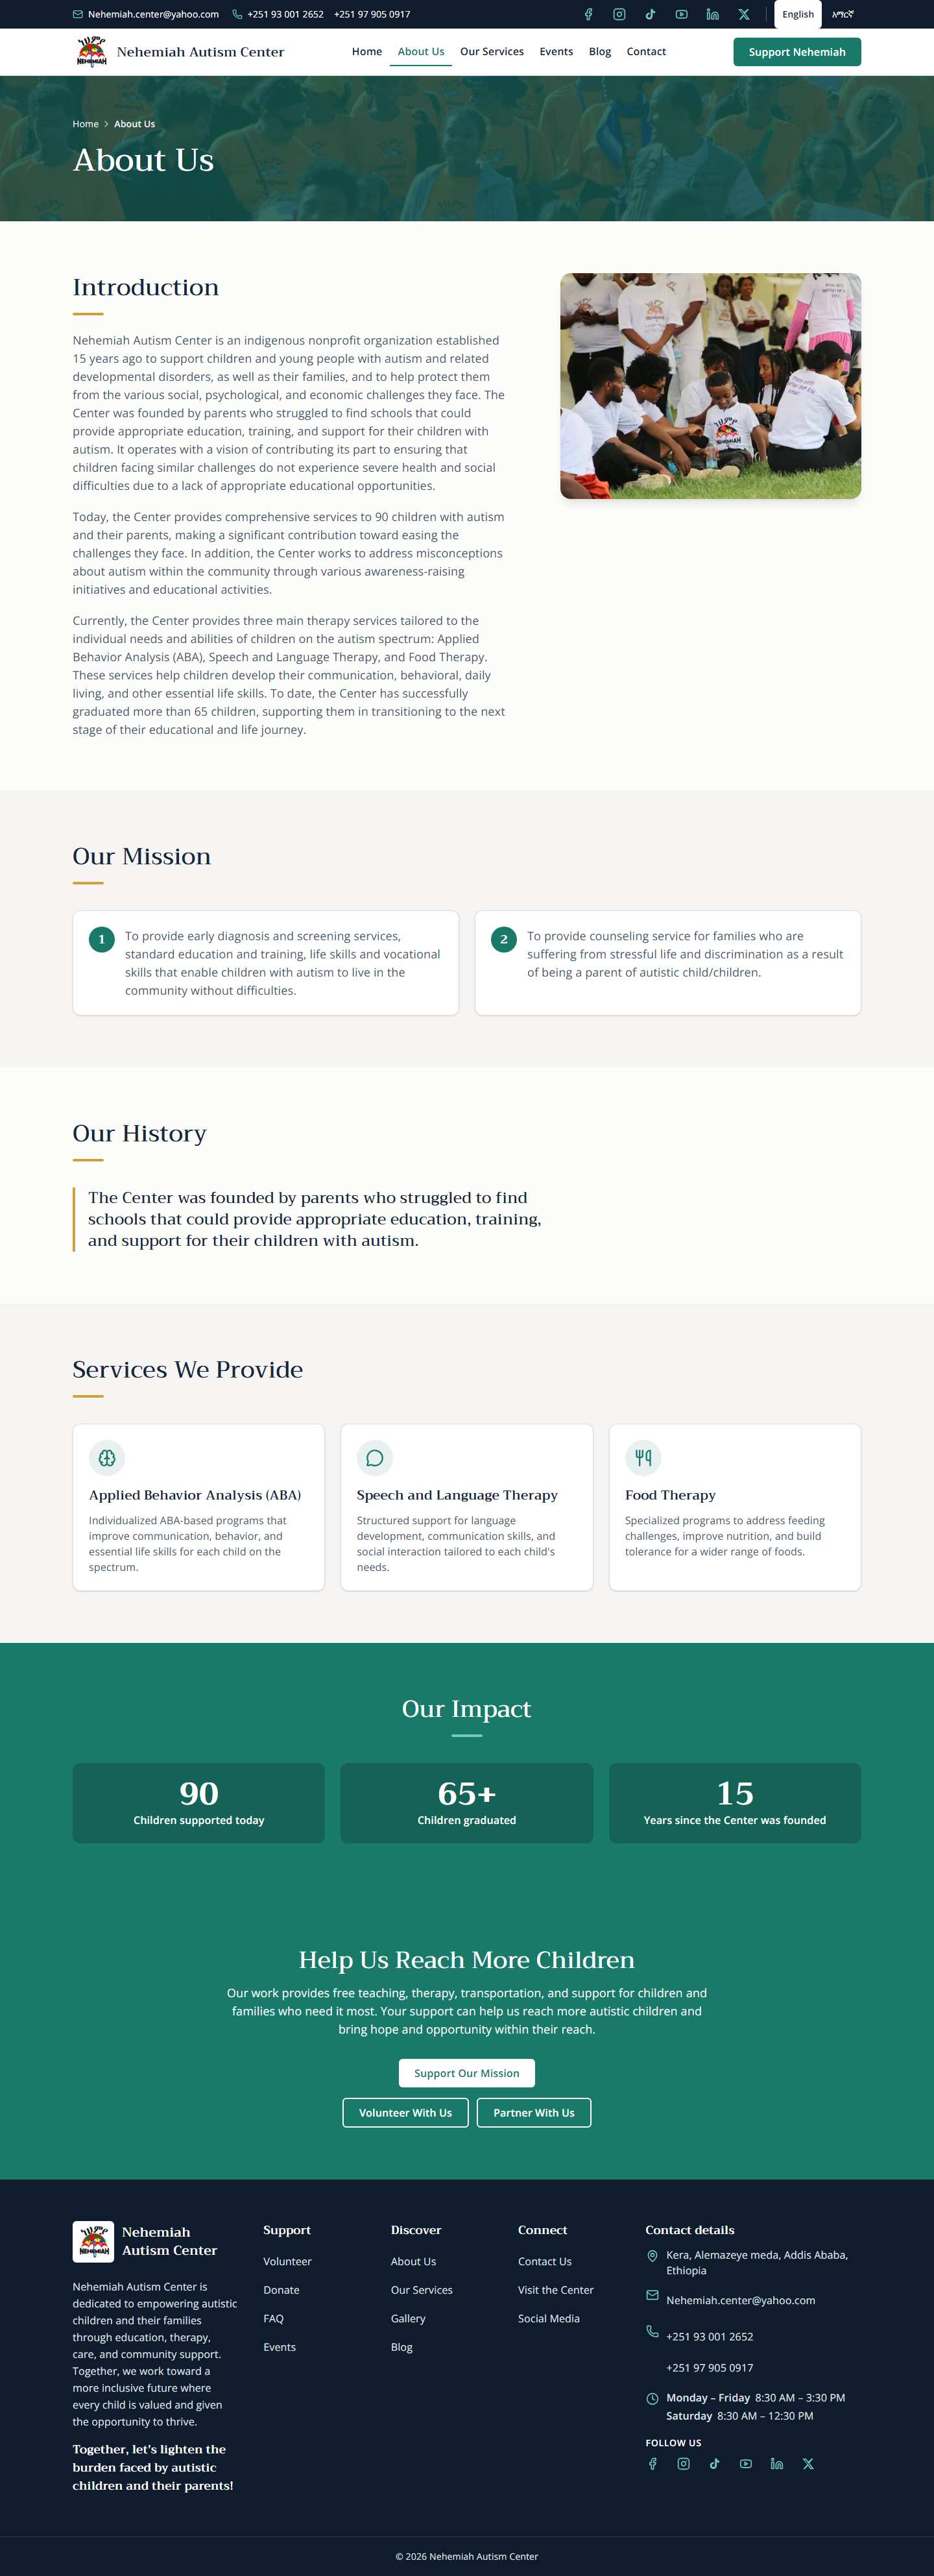 Nehemiah.center@yahoo.com +251 93 001 2652 +251 97 905 0917 English አማርኛ
NEHEMIAH Nehemiah Autism Center Home About Us Our Services Events Blog Contact Support Nehemiah
Home > About Us
About Us
Introduction
Nehemiah Autism Center is an indigenous nonprofit organization established
15 years ago to support children and young people with autism and related
developmental disorders, as well as their families, and to help protect them
from the various social, psychological, and economic challenges they face. The
Center was founded by parents who struggled to find schools that could
provide appropriate education, training, and support for their children with
autism. It operates with a vision of contributing its part to ensuring that
children facing similar challenges do not experience severe health and social
difficulties due to a lack of appropriate educational opportunities.
Today, the Center provides comprehensive services to 90 children with autism
and their parents, making a significant contribution toward easing the
challenges they face. In addition, the Center works to address misconceptions
about autism within the community through various awareness-raising
initiatives and educational activities.
Currently, the Center provides three main therapy services tailored to the
individual needs and abilities of children on the autism spectrum: Applied
Behavior Analysis (ABA), Speech and Language Therapy, and Food Therapy.
These services help children develop their communication, behavioral, daily
living, and other essential life skills. To date, the Center has successfully
graduated more than 65 children, supporting them in transitioning to the next
stage of their educational and life journey.
NEHEMIAH
Our Mission
1
To provide early diagnosis and screening services,
standard education and training, life skills and vocational
skills that enable children with autism to live in the
community without difficulties.
2
To provide counseling service for families who are
suffering from stressful life and discrimination as a result
of being a parent of autistic child/children.
Our History
The Center was founded by parents who struggled to find
schools that could provide appropriate education, training,
and support for their children with autism.
Services We Provide
Applied Behavior Analysis (ABA)
Individualized ABA-based programs that
improve communication, behavior, and
essential life skills for each child on the
spectrum.
Speech and Language Therapy
Structured support for language
development, communication skills, and
social interaction tailored to each child's
needs.
Food Therapy
Specialized programs to address feeding
challenges, improve nutrition, and build
tolerance for a wider range of foods.
Our Impact
90
Children supported today
65+
Children graduated
15
Years since the Center was founded
Help Us Reach More Children
Our work provides free teaching, therapy, transportation, and support for children and
families who need it most. Your support can help us reach more autistic children and
bring hope and opportunity within their reach.
Support Our Mission
Volunteer With Us Partner With Us
NEHEMIAH
Nehemiah
Autism Center
Nehemiah Autism Center is
dedicated to empowering autistic
children and their families
through education, therapy,
care, and community support.
Together, we work toward a
more inclusive future where
every child is valued and given
the opportunity to thrive.
Together, let's lighten the
burden faced by autistic
children and their parents!
Support
Volunteer
Donate
FAQ
Events
Discover
About Us
Our Services
Gallery
Blog
Connect
Contact Us
Visit the Center
Social Media
Contact details
Kera, Alemazeye meda, Addis Ababa,
Ethiopia
Nehemiah.center@yahoo.com
+251 93 001 2652
+251 97 905 0917
Monday – Friday 8:30 AM – 3:30 PM
Saturday 8:30 AM – 12:30 PM
FOLLOW US
© 2026 Nehemiah Autism Center